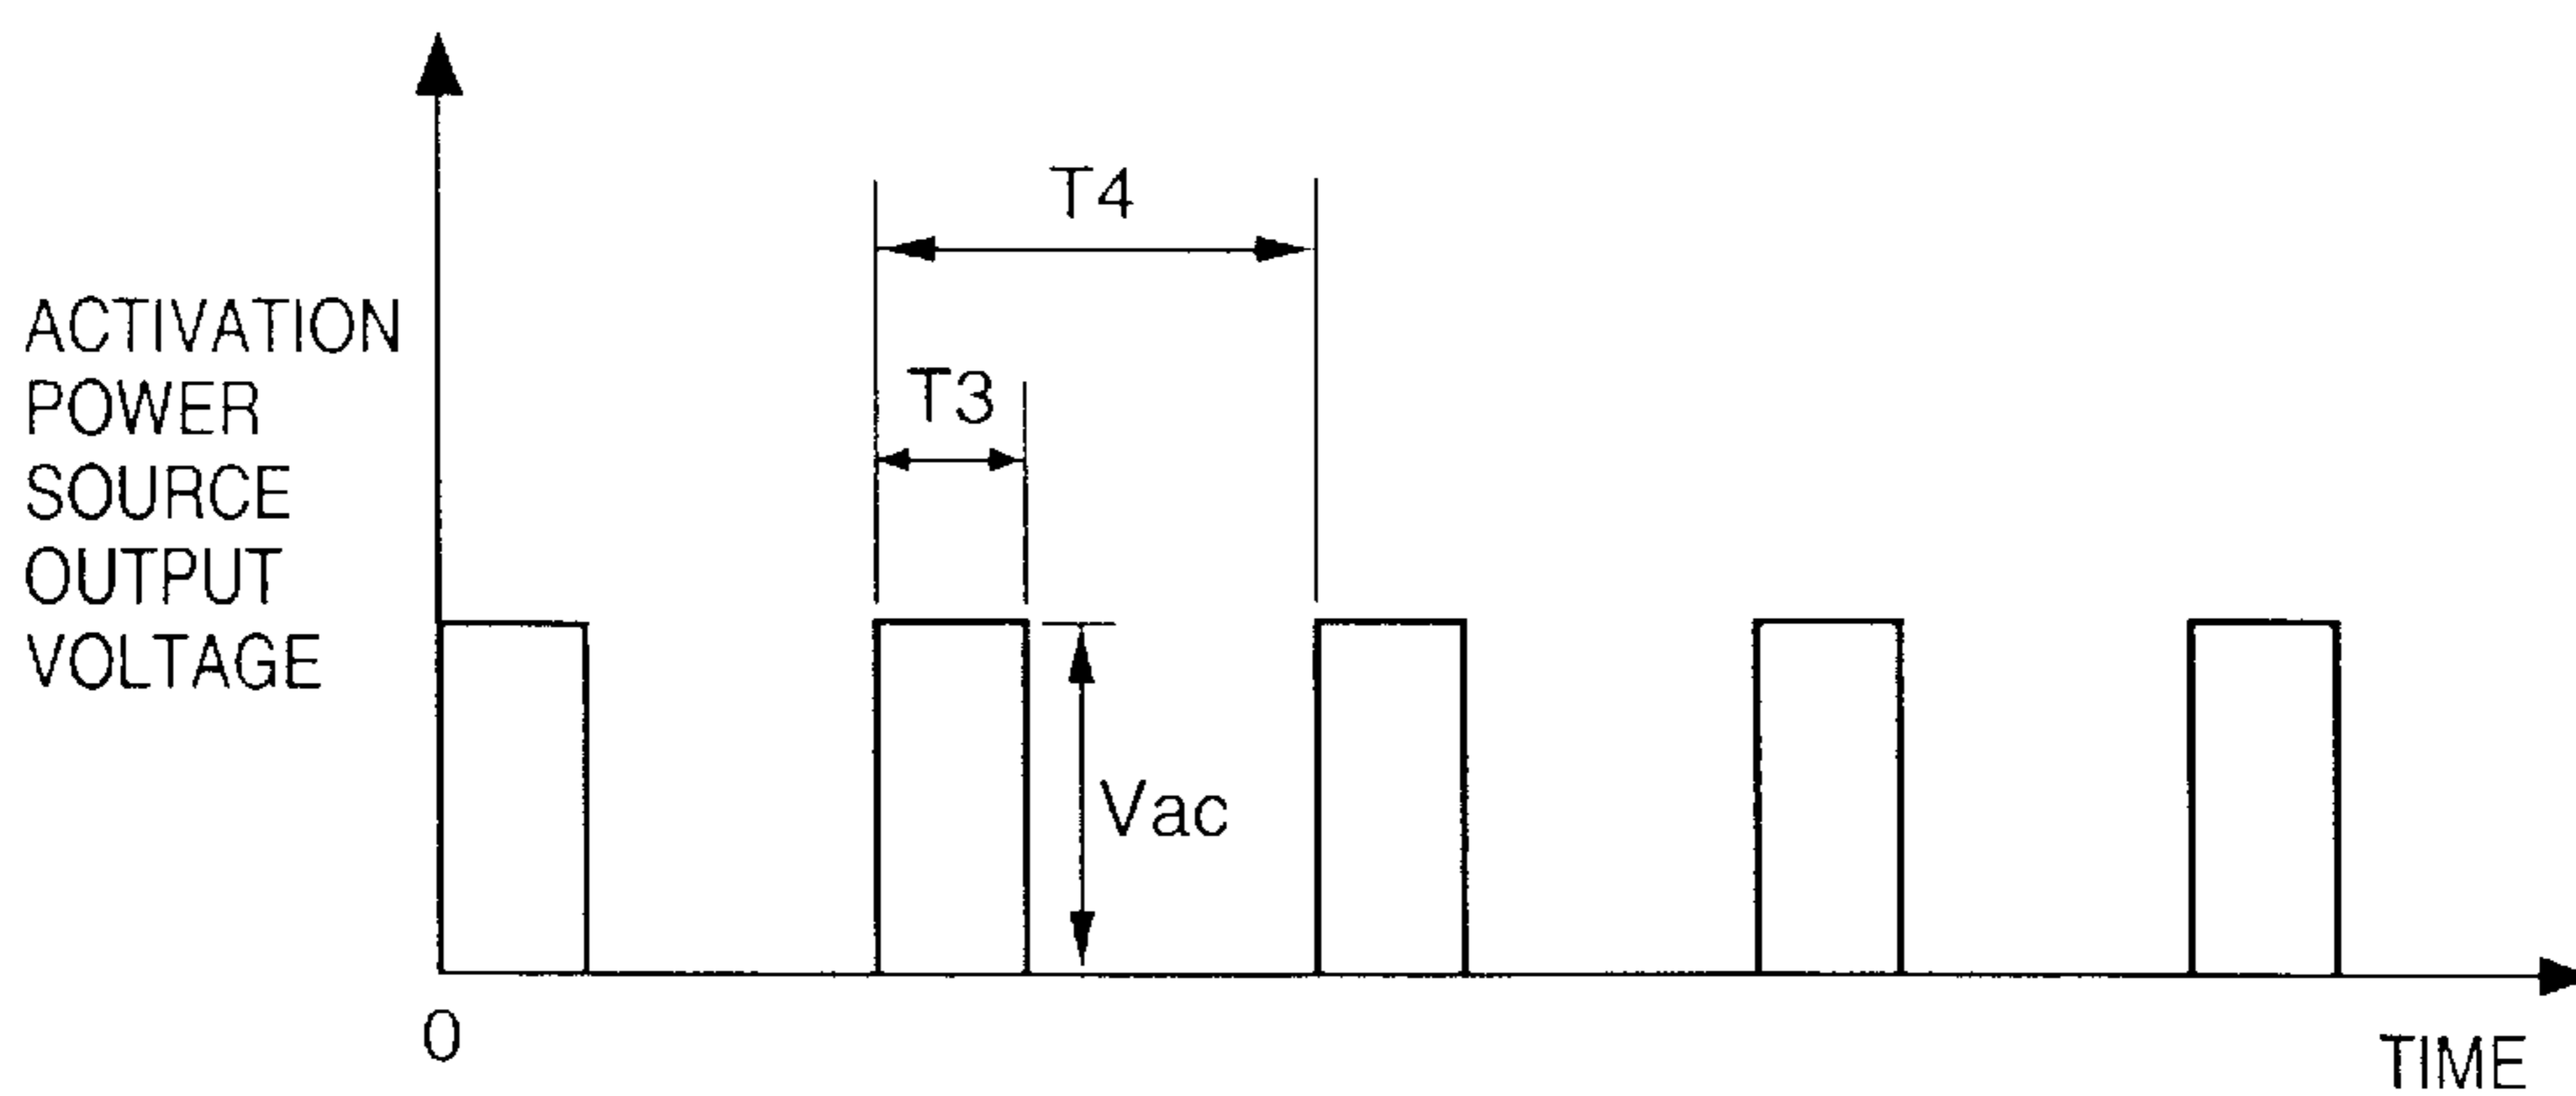 T4
T3
ACTIVATION
POWER
SOURCE
OUTPUT
VOLTAGE
Vac
0
TIME